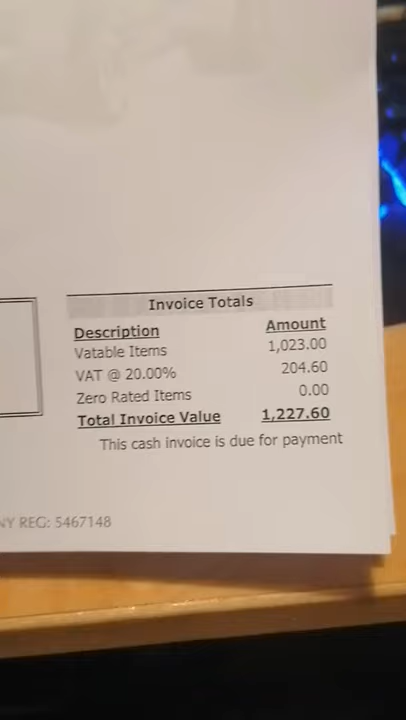 Invoice Totals
Description Amount
Vatable Items 1,023.00
VAT @ 20.00% 204.60
Zero Rated Items 0.00
Total Invoice Value 1,227.60
This cash invoice is due for payment
NY REG: 5467148